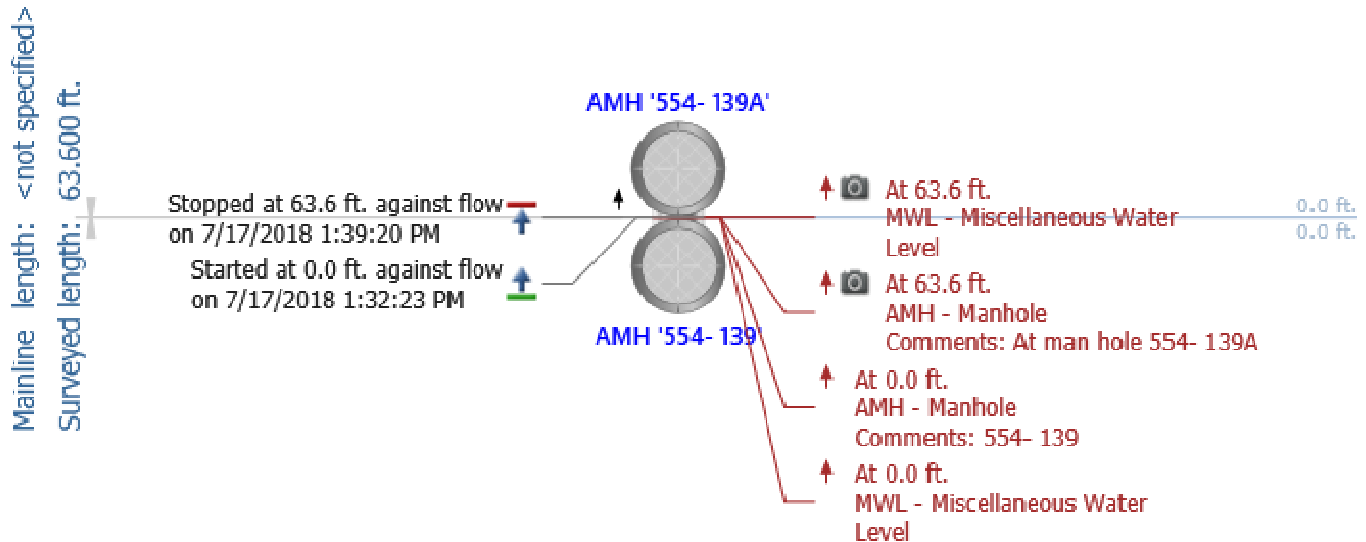 Mainline length: <not specified>
Surveyed length: 63.600 ft.
AMH '554- 139A'
Stopped at 63.6 ft. against flow
on 7/17/2018 1:39:20 PM
Started at 0.0 ft. against flow
on 7/17/2018 1:32:23 PM
AMH '554- 139'
At 63.6 ft.
MWL - Miscellaneous Water
Level
At 63.6 ft.
AMH - Manhole
Comments: At man hole 554- 139A
At 0.0 ft.
AMH - Manhole
Comments: 554- 139
At 0.0 ft.
MWL - Miscellaneous Water
Level
0.0 ft.
0.0 ft.